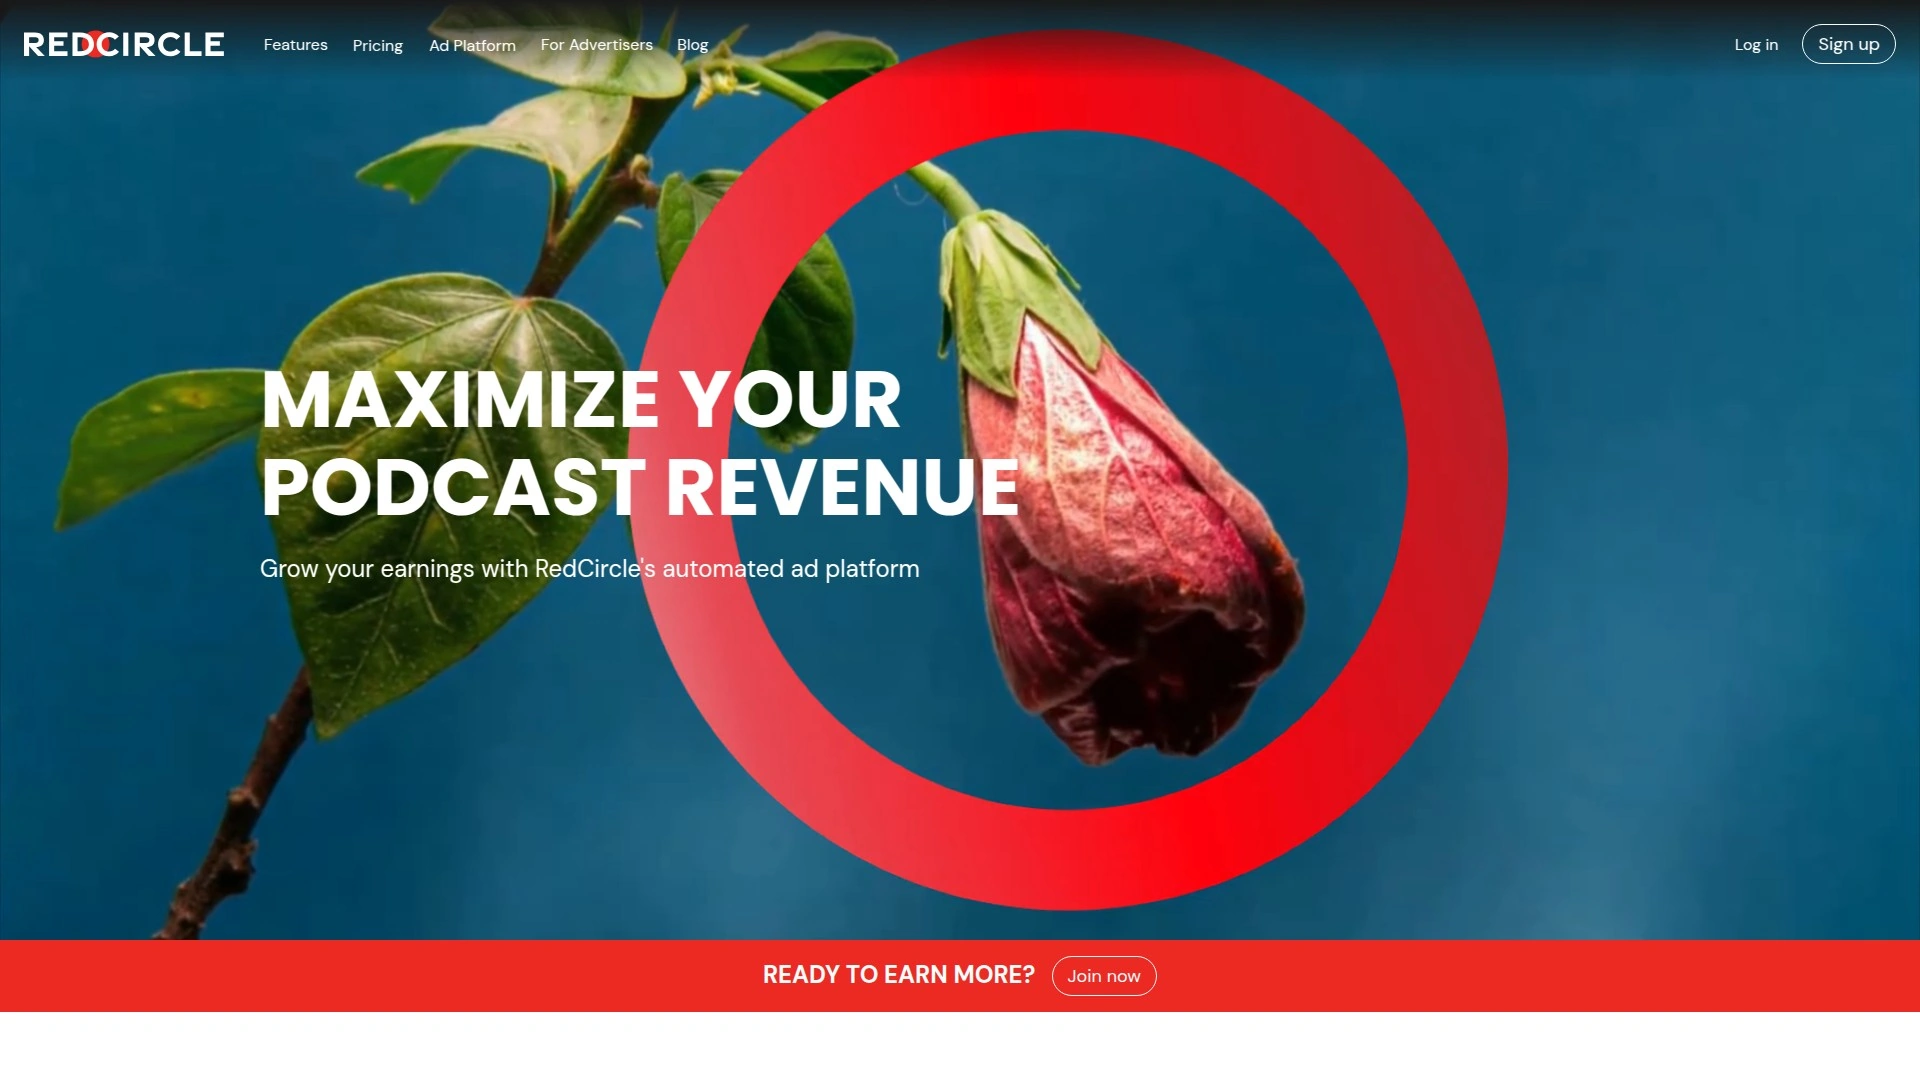 REDCIRCLE
Features
Pricing
Ad Platform
For Advertisers
Blog
Log in
Sign up
MAXIMIZE YOUR
PODCAST REVENUE
Grow your earnings with RedCircle's automated ad platform
READY TO EARN MORE?
Join now